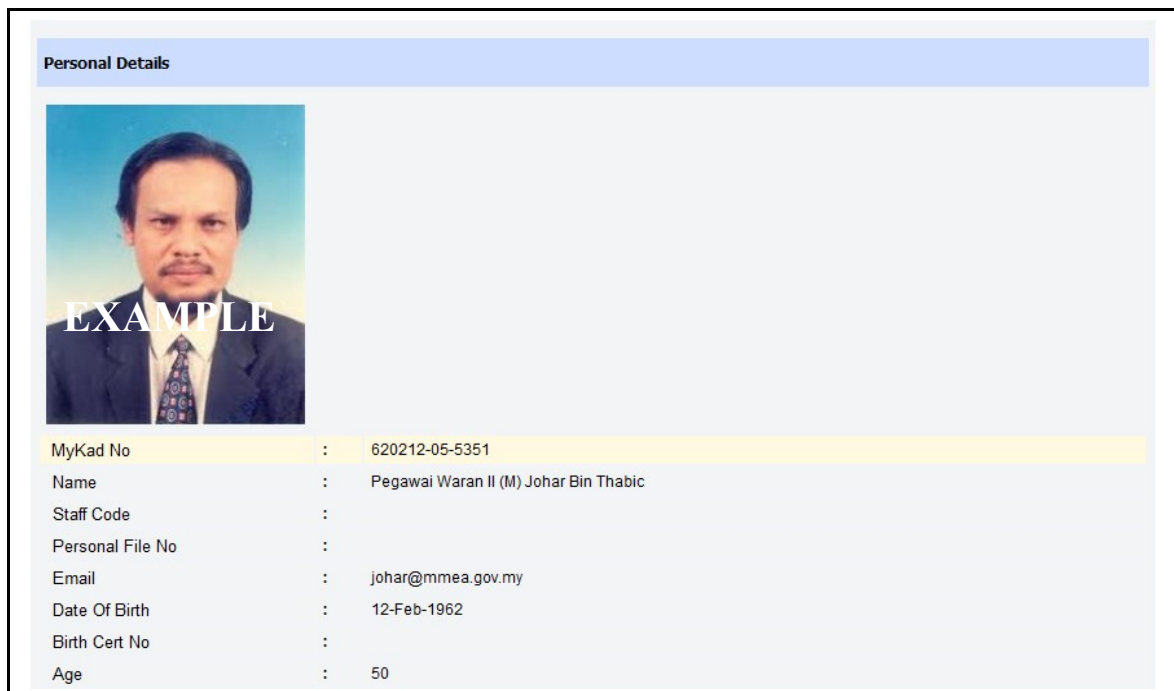 Personal Details
EXAMPLE
MyKad No : 620212-05-5351
Name : Pegawai Waran II (M) Johar Bin Thabic
Staff Code :
Personal File No :
Email : johar@mmea.gov.my
Date Of Birth : 12-Feb-1962
Birth Cert No :
Age : 50